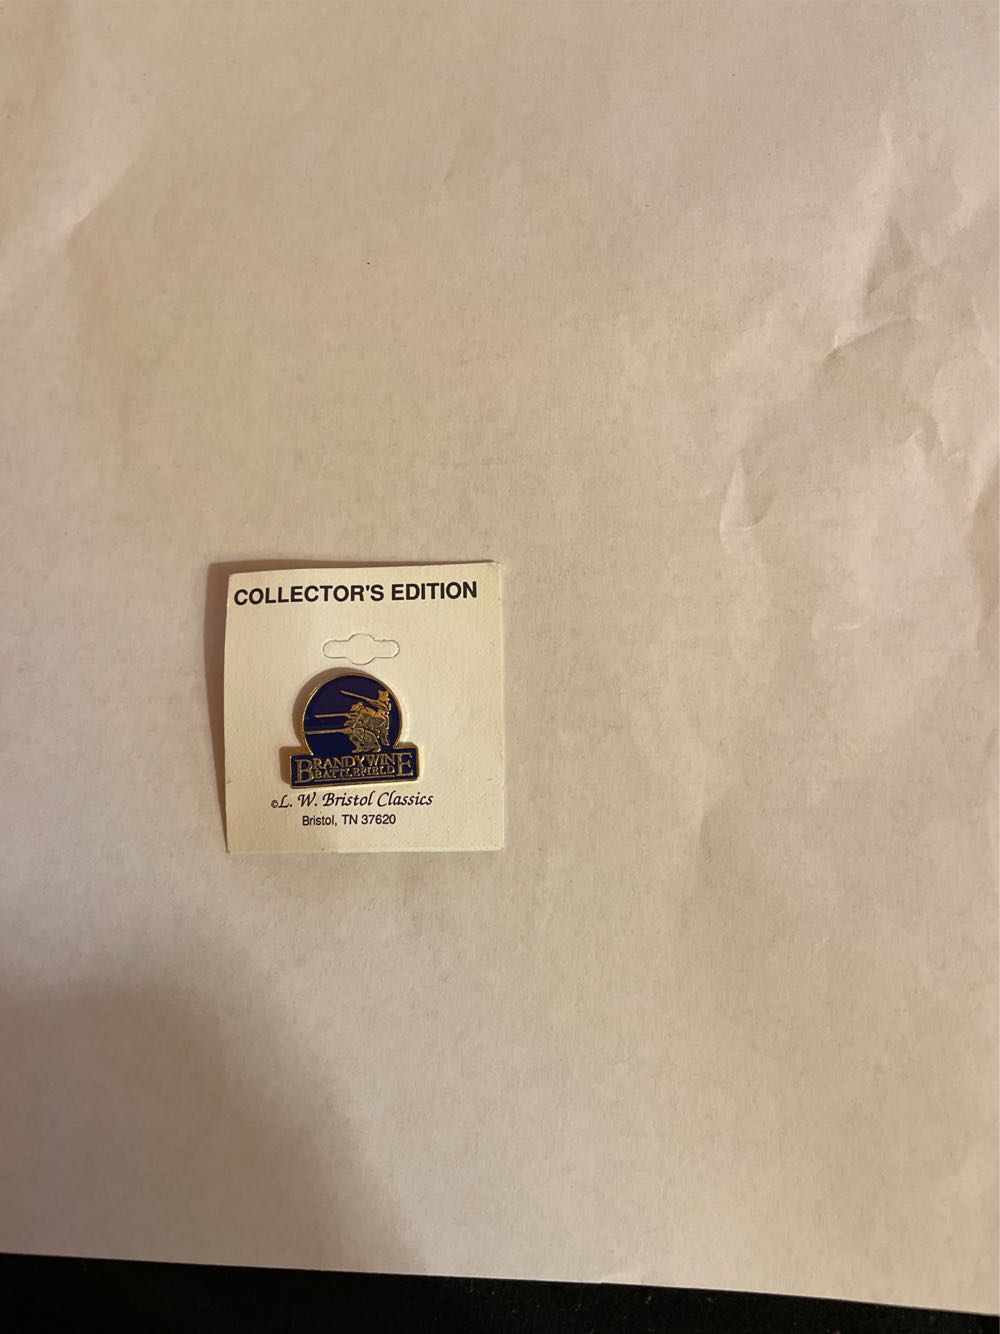 COLLECTOR'S EDITION
BRANDYWINE
BATTLEFIELD
©L. W. Bristol Classics
Bristol, TN 37620